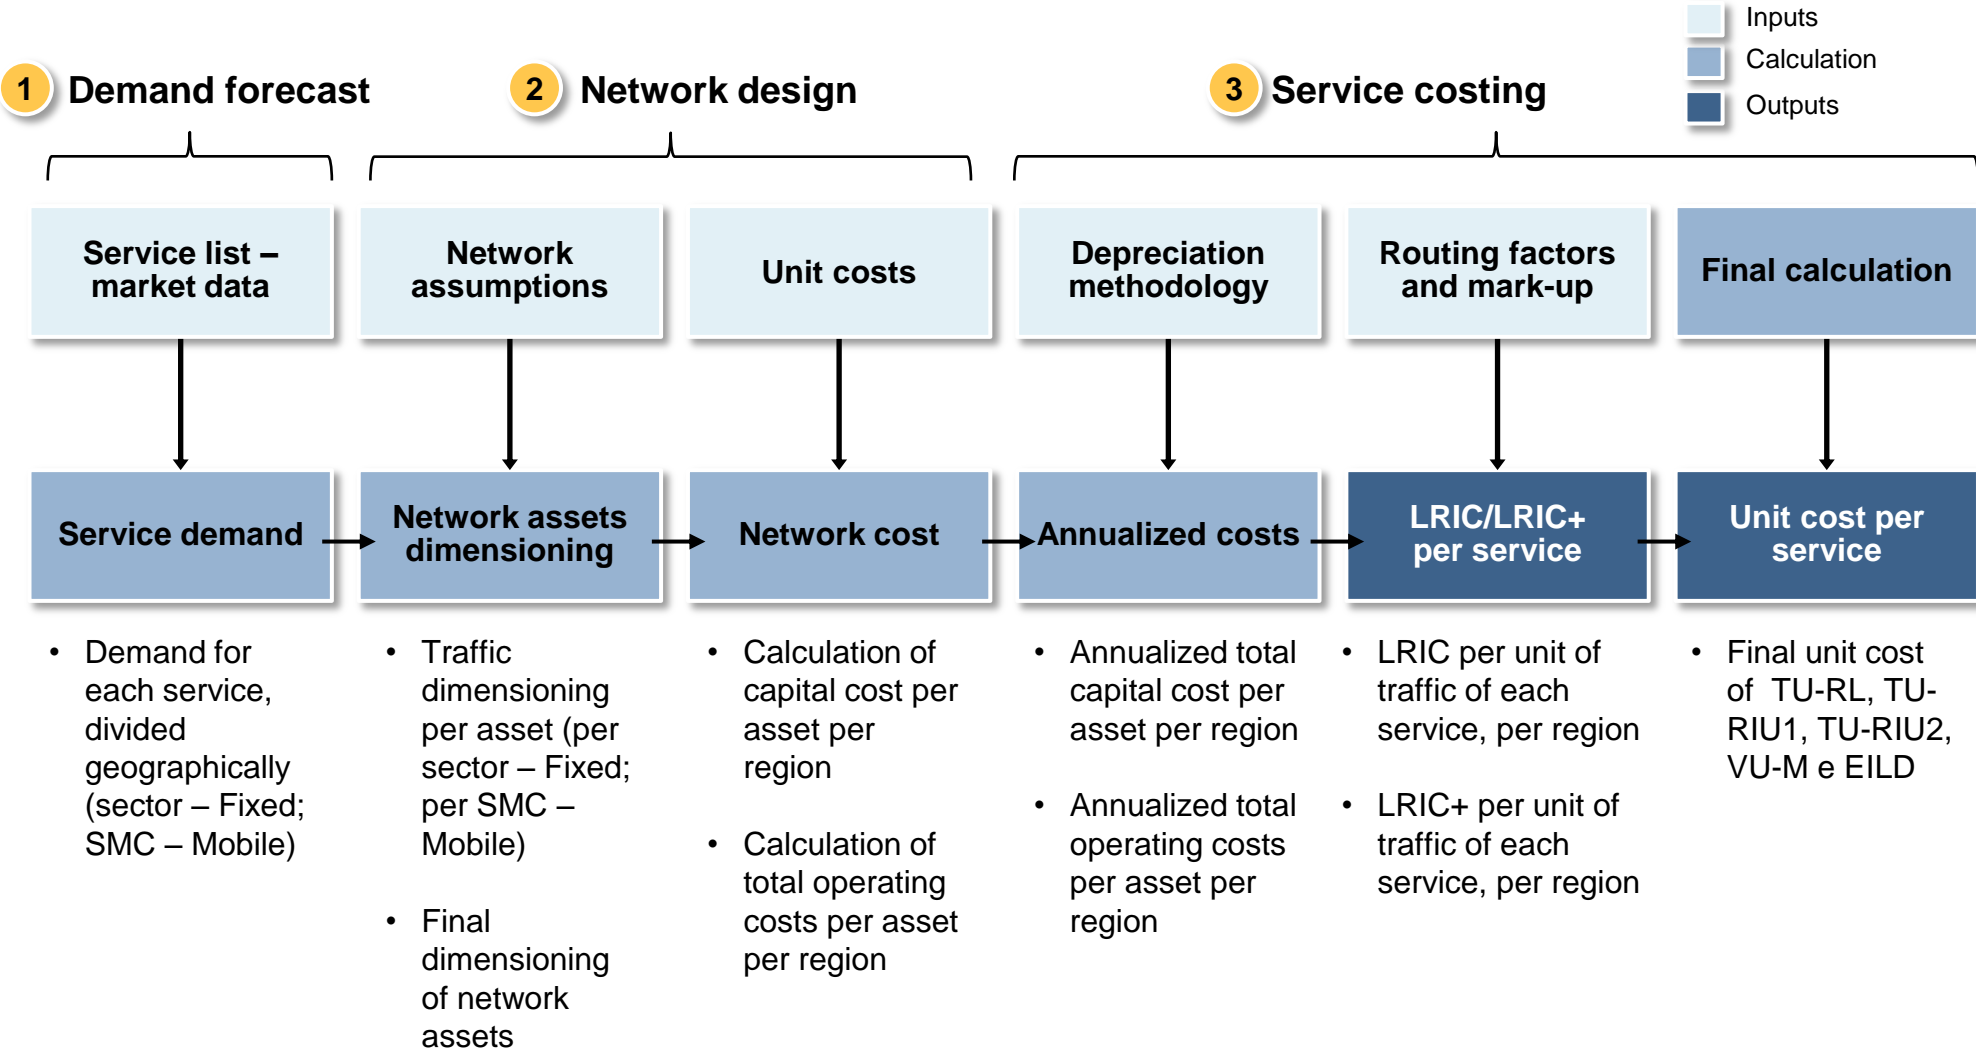 Inputs
Calculation
Outputs
1 Demand forecast
2 Network design
3 Service costing
Service list –
market data
Network
assumptions
Unit costs
Depreciation
methodology
Routing factors
and mark-up
Final calculation
Service demand
Network assets
dimensioning
Network cost
Annualized costs
LRIC/LRIC+
per service
Unit cost per
service
• Demand for
each service,
divided
geographically
(sector – Fixed;
SMC – Mobile)
• Traffic
dimensioning
per asset (per
sector – Fixed;
per SMC –
Mobile)
• Final
dimensioning
of network
assets
• Calculation of
capital cost per
asset per
region
• Calculation of
total operating
costs per asset
per region
• Annualized total
capital cost per
asset per region
• Annualized total
operating costs
per asset per
region
• LRIC per unit of
traffic of each
service, per region
• LRIC+ per unit of
traffic of each
service, per region
• Final unit cost
of TU-RL, TU-
RIU1, TU-RIU2,
VU-M e EILD